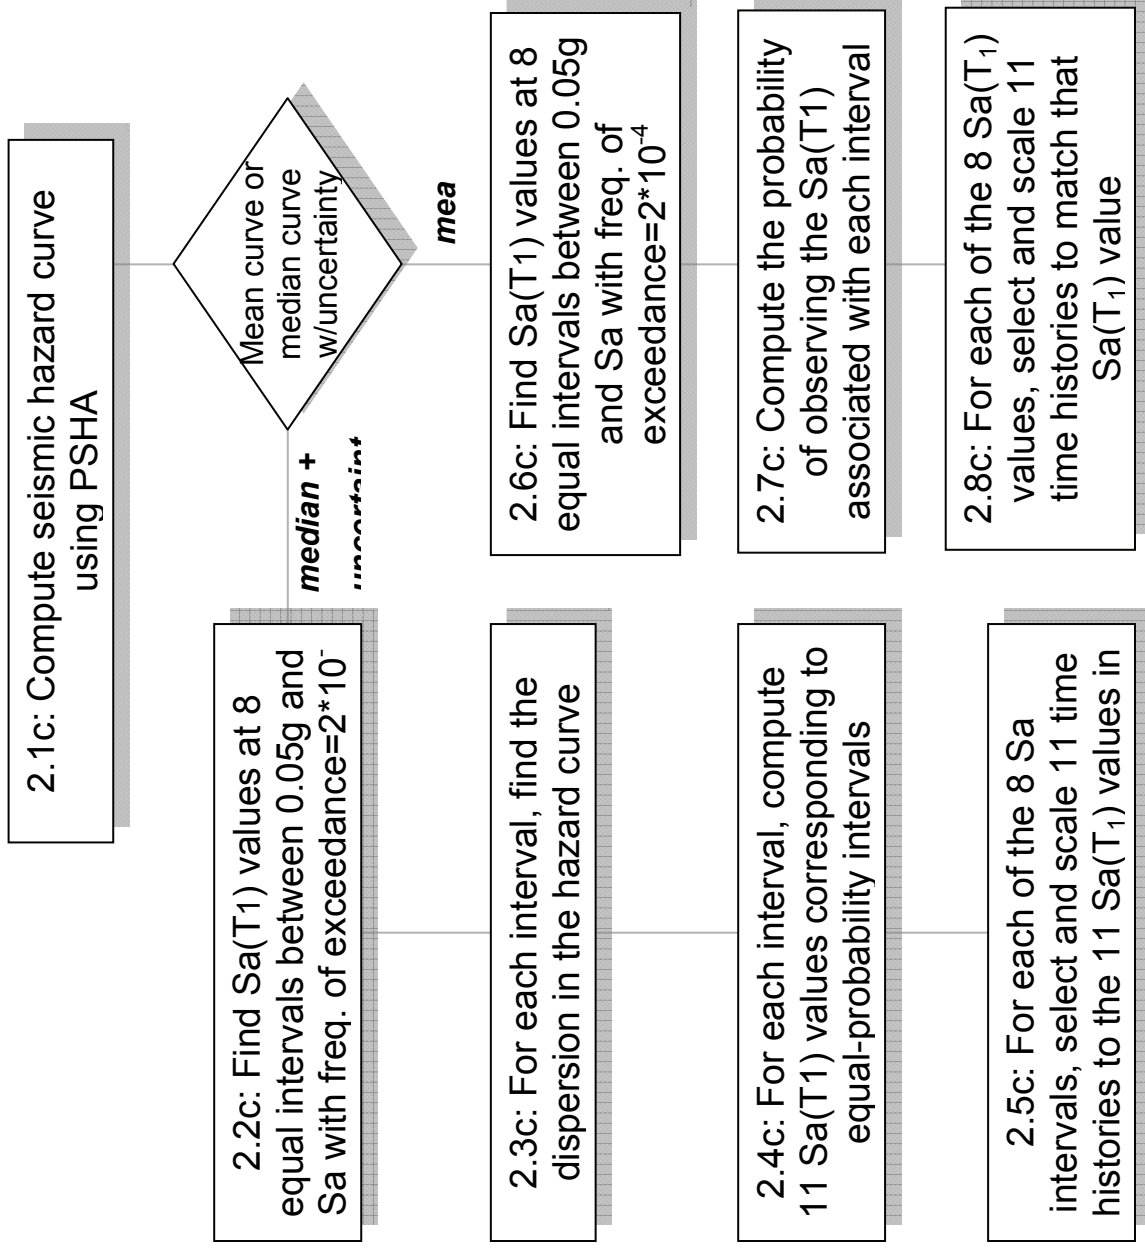 2.1c: Compute seismic hazard curve
using PSHA
Mean curve or
median curve
w/uncertainty
median +
mea
2.2c: Find Sa(T1) values at 8
equal intervals between 0.05g and
Sa with freq. of exceedance=2*10⁻
2.3c: For each interval, find the
dispersion in the hazard curve
2.4c: For each interval, compute
11 Sa(T1) values corresponding to
equal-probability intervals
2.5c: For each of the 8 Sa
intervals, select and scale 11 time
histories to the 11 Sa(T₁) values in
2.6c: Find Sa(T1) values at 8
equal intervals between 0.05g
and Sa with freq. of
exceedance=2*10⁻⁴
2.7c: Compute the probability
of observing the Sa(T1)
associated with each interval
2.8c: For each of the 8 Sa(T₁)
values, select and scale 11
time histories to match that
Sa(T₁) value